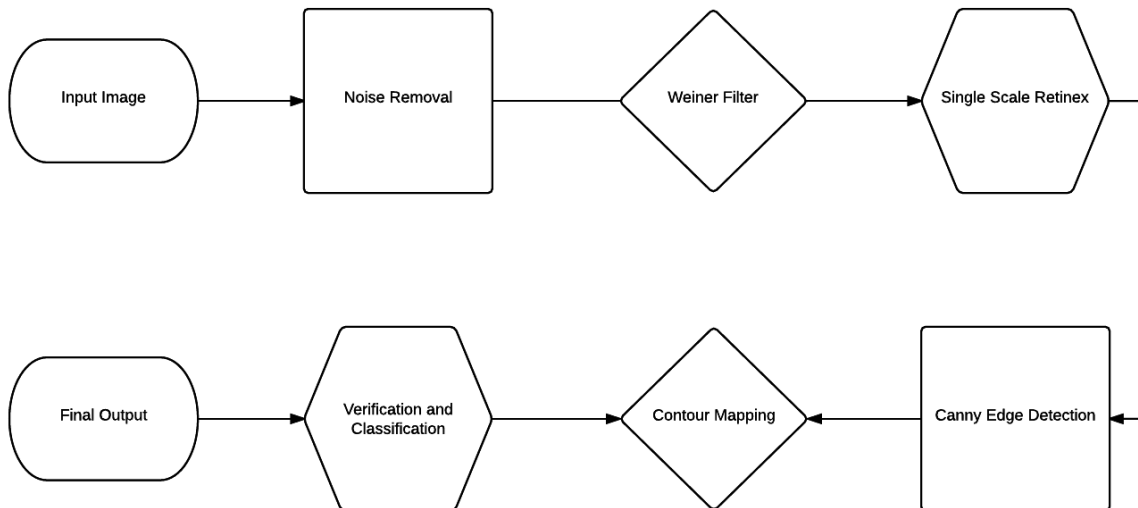 Input Image
Noise Removal
Weiner Filter
Single Scale Retinex
Final Output
Verification and
Classification
Contour Mapping
Canny Edge Detection